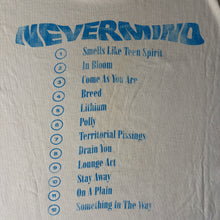 NEVERMIND
1 Smells Like Teen Spirit
2 In Bloom
3 Come As You Are
4 Breed
5 Lithium
6 Polly
7 Territorial Pissings
8 Drain You
9 Lounge Act
10 Stay Away
11 On A Plain
12 Something In The Way